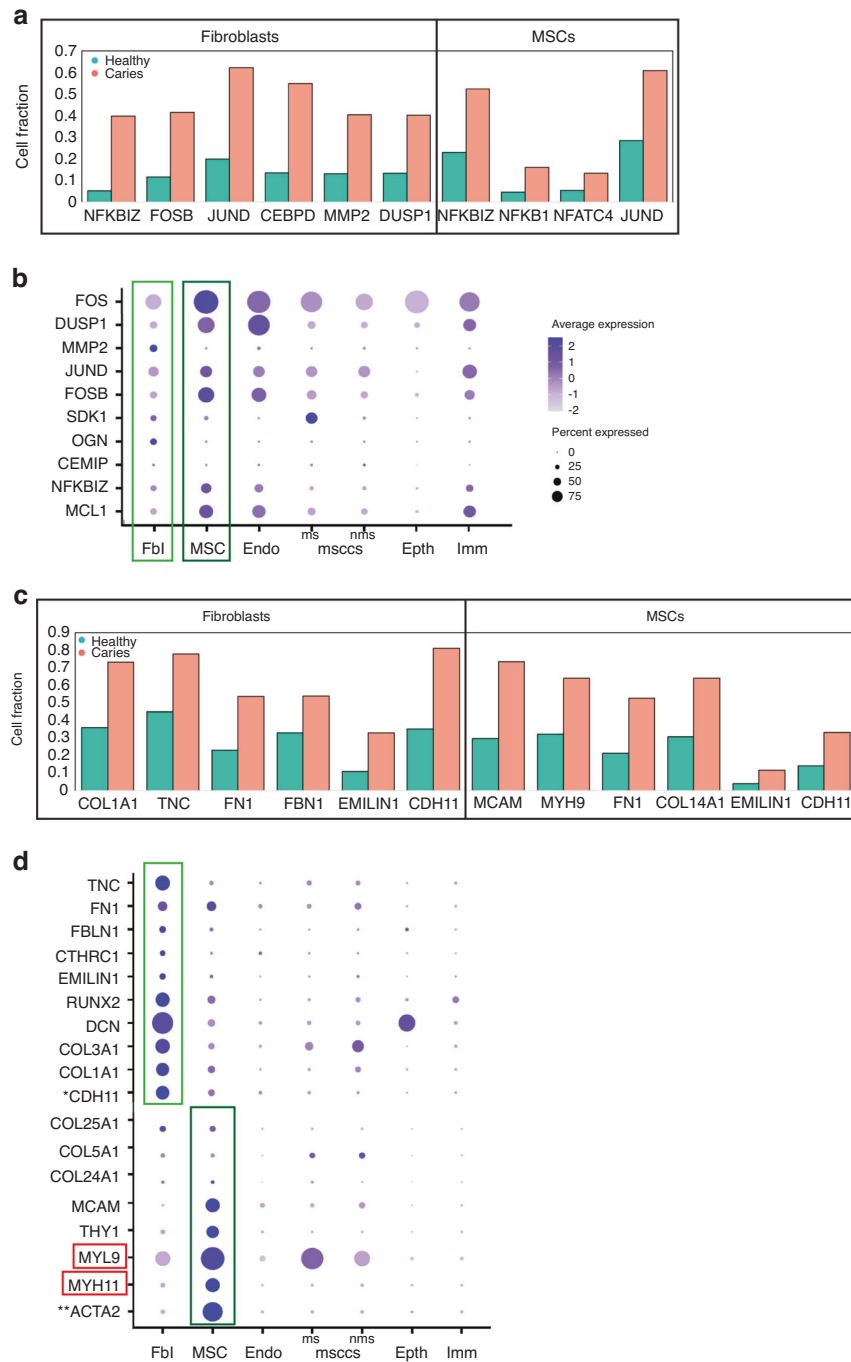 a
Fibroblasts MSCs
Healthy
Caries
Cell fraction
0.7
0.6
0.5
0.4
0.3
0.2
0.1
0
NFKBIZ FOSB JUND CEBPD MMP2 DUSP1 NFKBIZ NFKB1 NFATC4 JUND
b
FOS
DUSP1
MMP2
JUND
FOSB
SDK1
OGN
CEMIP
NFKBIZ
MCL1
ms nms
Fbl MSC Endo msccs Epth Imm
Average expression
2
1
0
-1
-2
Percent expressed
0
25
50
75
c
Fibroblasts MSCs
Healthy
Caries
Cell fraction
0.9
0.8
0.7
0.6
0.5
0.4
0.3
0.2
0.1
0
COL1A1 TNC FN1 FBN1 EMILIN1 CDH11 MCAM MYH9 FN1 COL14A1 EMILIN1 CDH11
d
TNC
FN1
FBLN1
CTHRC1
EMILIN1
RUNX2
DCN
COL3A1
COL1A1
*CDH11
COL25A1
COL5A1
COL24A1
MCAM
THY1
MYL9
MYH11
**ACTA2
ms nms
Fbl MSC Endo msccs Epth Imm